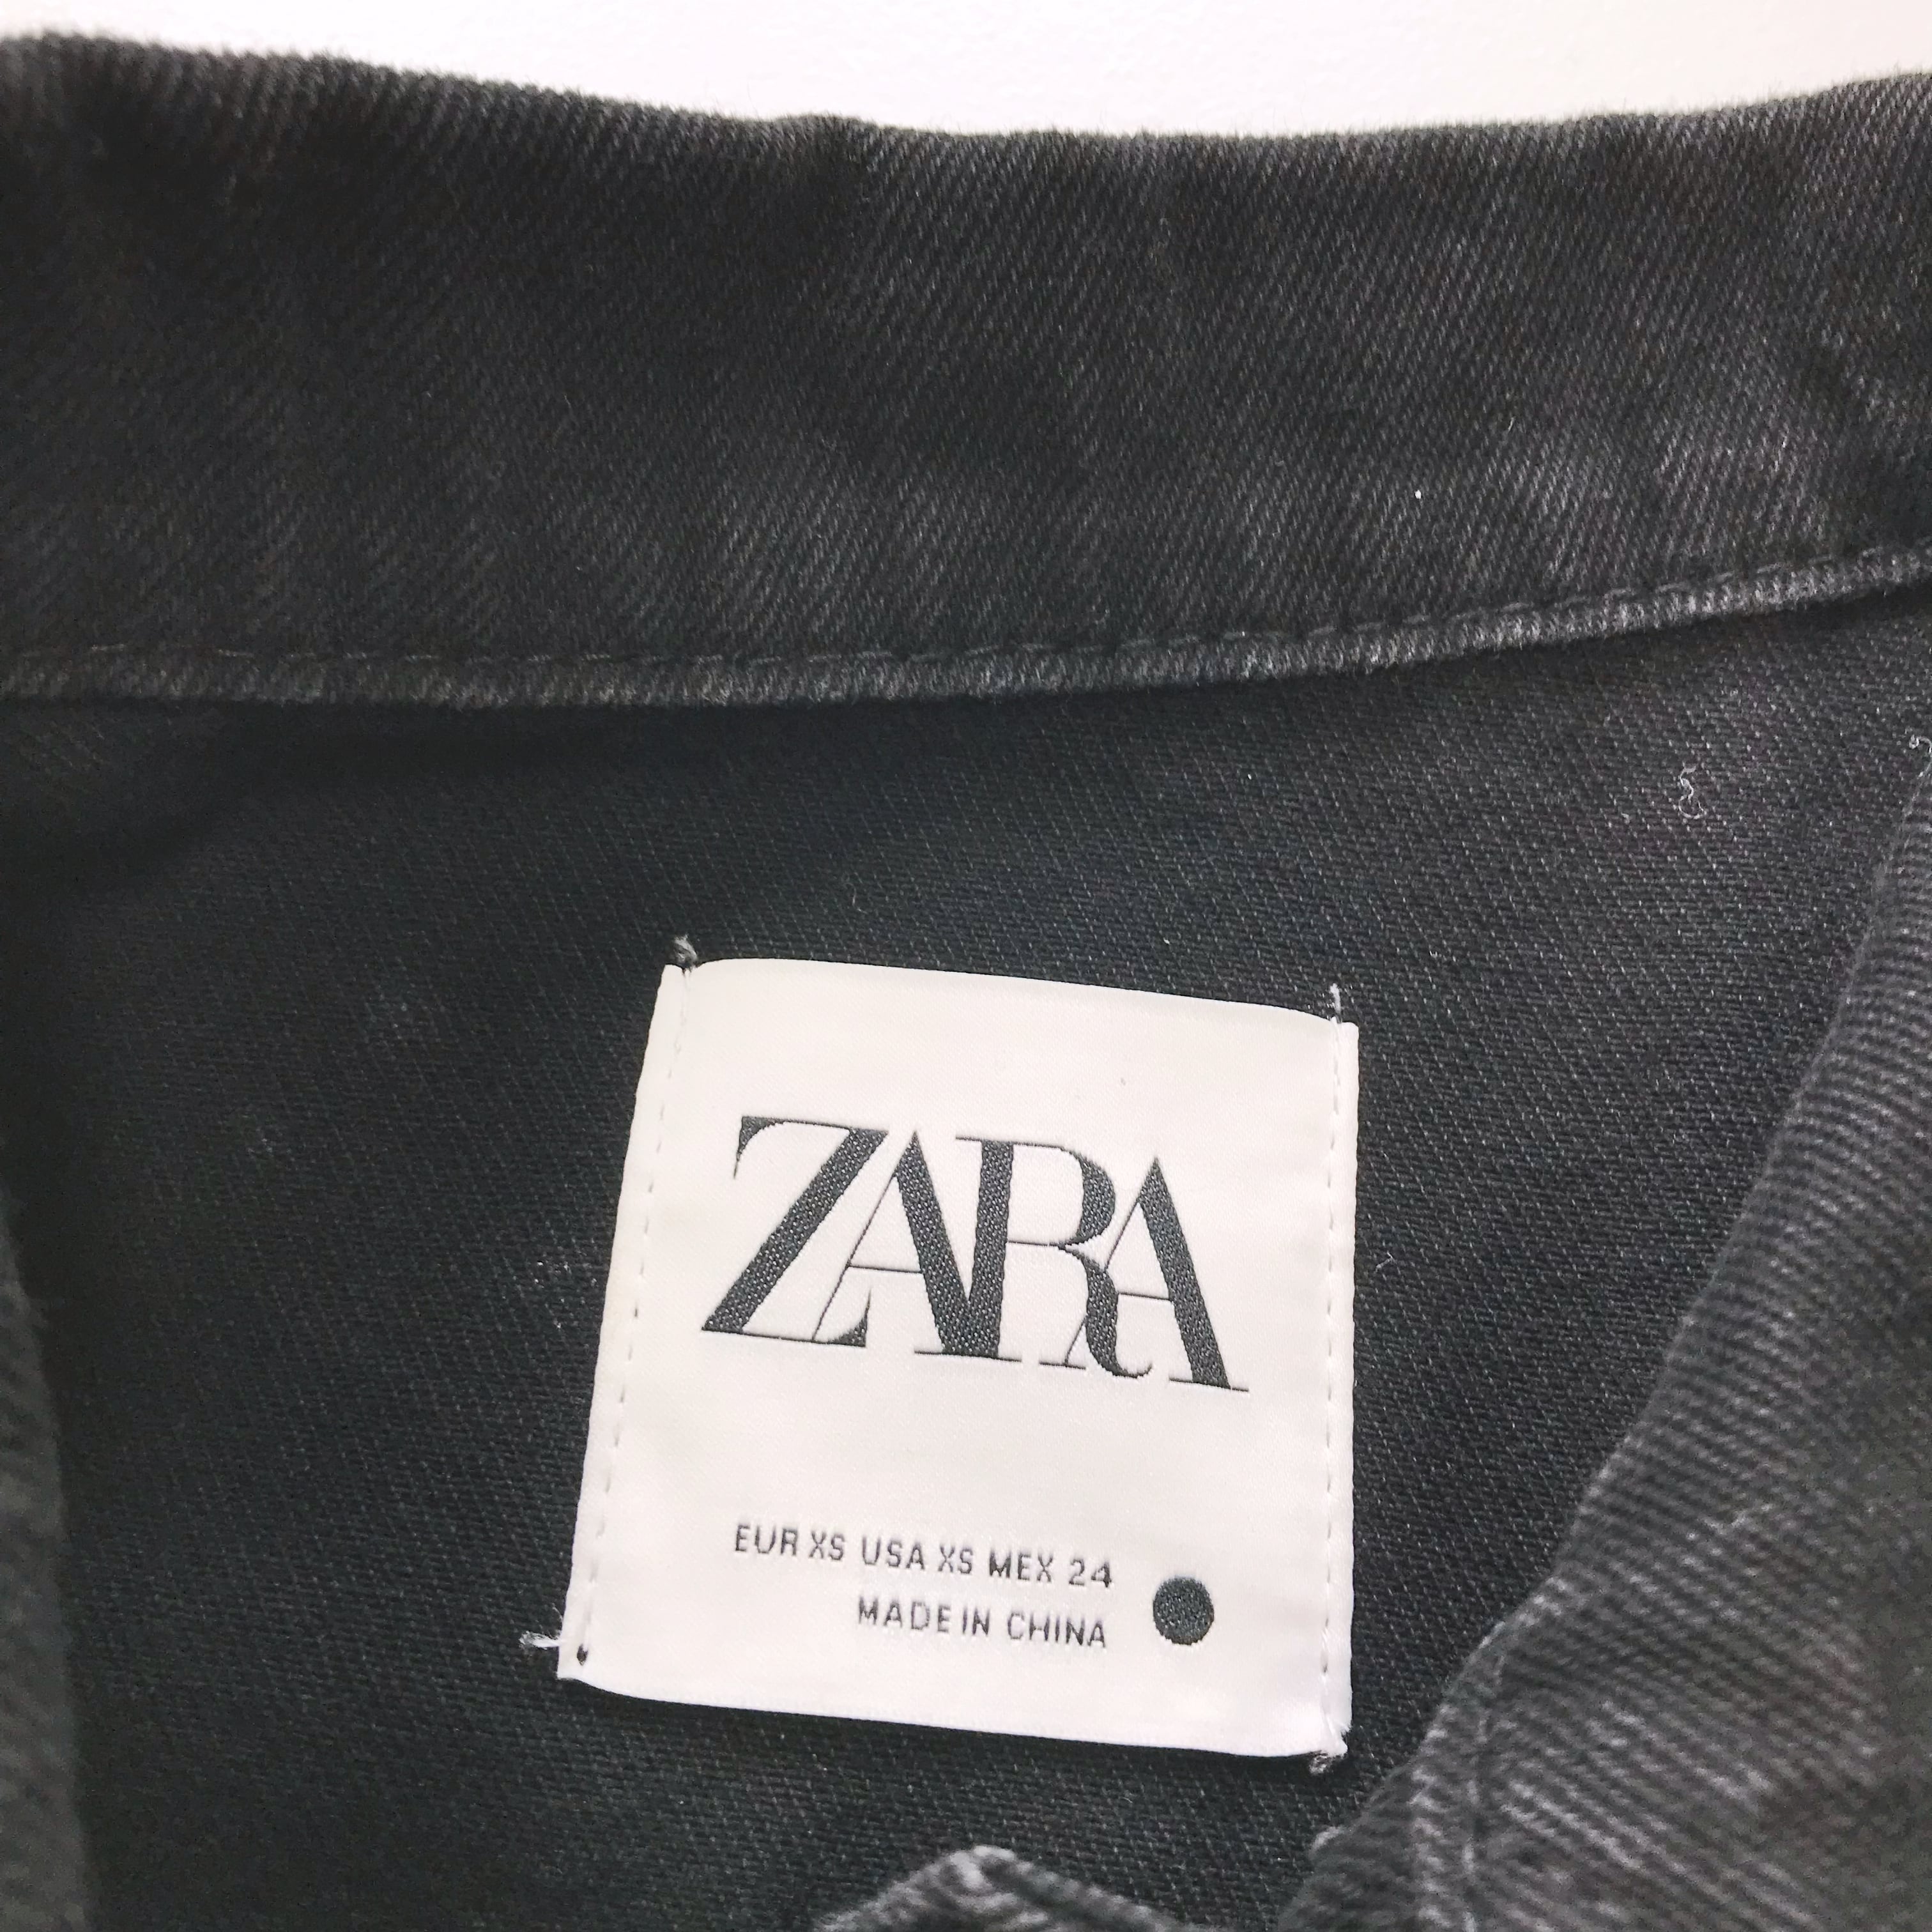 ZARA
EUR XS USA XS MEX 24
MADE IN CHINA